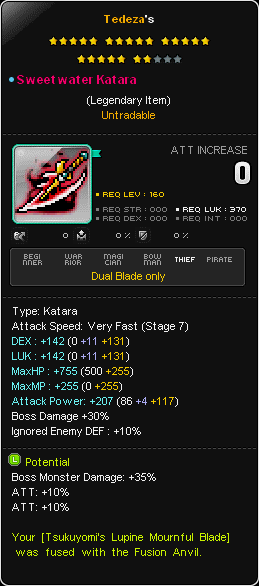 Tedeza's
Sweetwater Katara
(Legendary Item)
Untradable
ATT INCREASE
0
REQ LEV : 160
REQ STR : 000
REQ LUK : 370
REQ DEX : 000
REQ INT : 000
0
0 %
0 %
BEGINNER
WARRIOR
MAGICIAN
BOWMAN
THIEF
PIRATE
Dual Blade only
Type: Katara
Attack Speed: Very Fast (Stage 7)
DEX : +142 (0 +11 +131)
LUK : +142 (0 +11 +131)
MaxHP : +755 (500 +255)
MaxMP : +255 (0 +255)
Attack Power: +207 (86 +4 +117)
Boss Damage +30%
Ignored Enemy DEF : +10%
L Potential
Boss Monster Damage: +35%
ATT: +10%
ATT: +10%
Your [Tsukuyomi's Lupine Mournful Blade]
was fused with the Fusion Anvil.